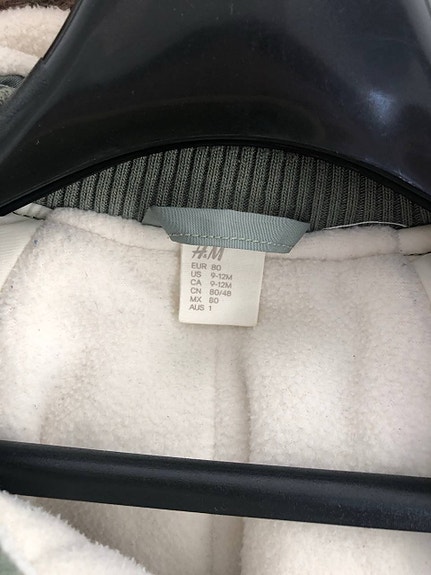 H&M
EUR 80
US 9-12M
CA 9-12M
CN 80/48
MX 80
AUS 1